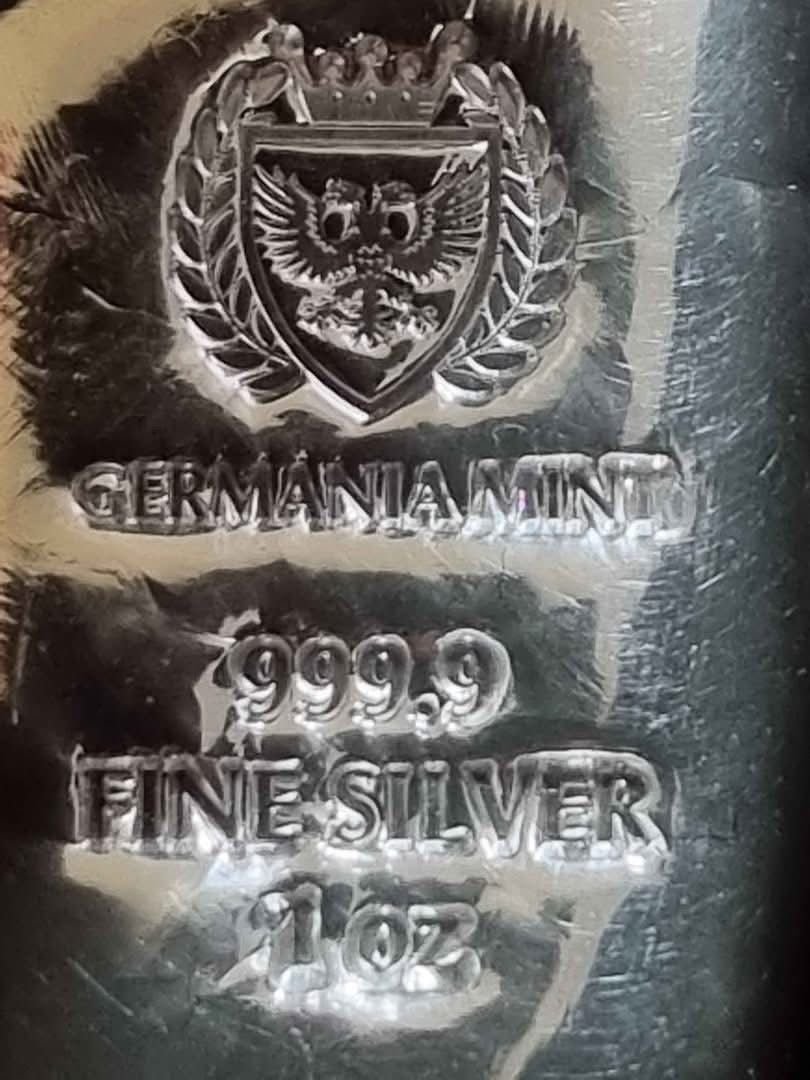 GERMANIA MINT
999.9
FINE SILVER
1 oz